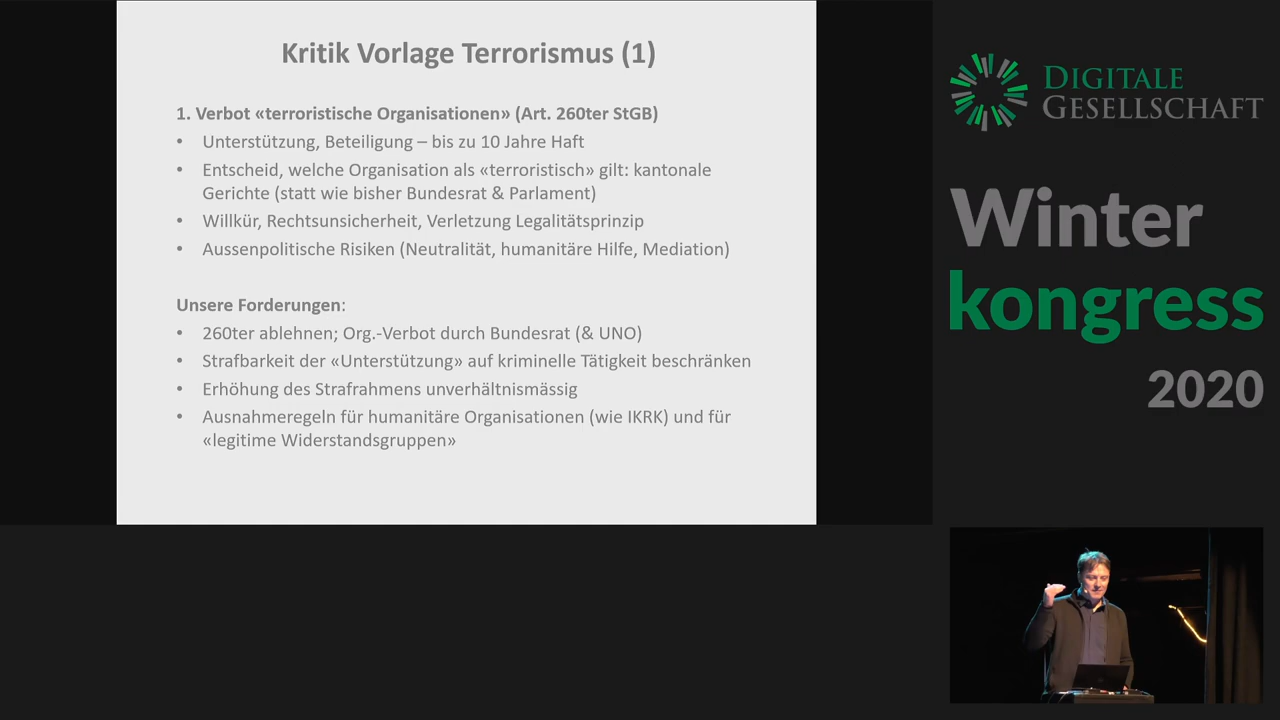 Kritik Vorlage Terrorismus (1)
1. Verbot «terroristische Organisationen» (Art. 260ter StGB)
• Unterstützung, Beteiligung – bis zu 10 Jahre Haft
• Entscheid, welche Organisation als «terroristisch» gilt: kantonale
Gerichte (statt wie bisher Bundesrat & Parlament)
• Willkür, Rechtsunsicherheit, Verletzung Legalitätsprinzip
• Aussenpolitische Risiken (Neutralität, humanitäre Hilfe, Mediation)
Unsere Forderungen:
• 260ter ablehnen; Org.-Verbot durch Bundesrat (& UNO)
• Strafbarkeit der «Unterstützung» auf kriminelle Tätigkeit beschränken
• Erhöhung des Strafrahmens unverhältnismässig
• Ausnahmeregeln für humanitäre Organisationen (wie IKRK) und für
«legitime Widerstandsgruppen»
DIGITALE
GESELLSCHAFT
Winter
kongress
2020